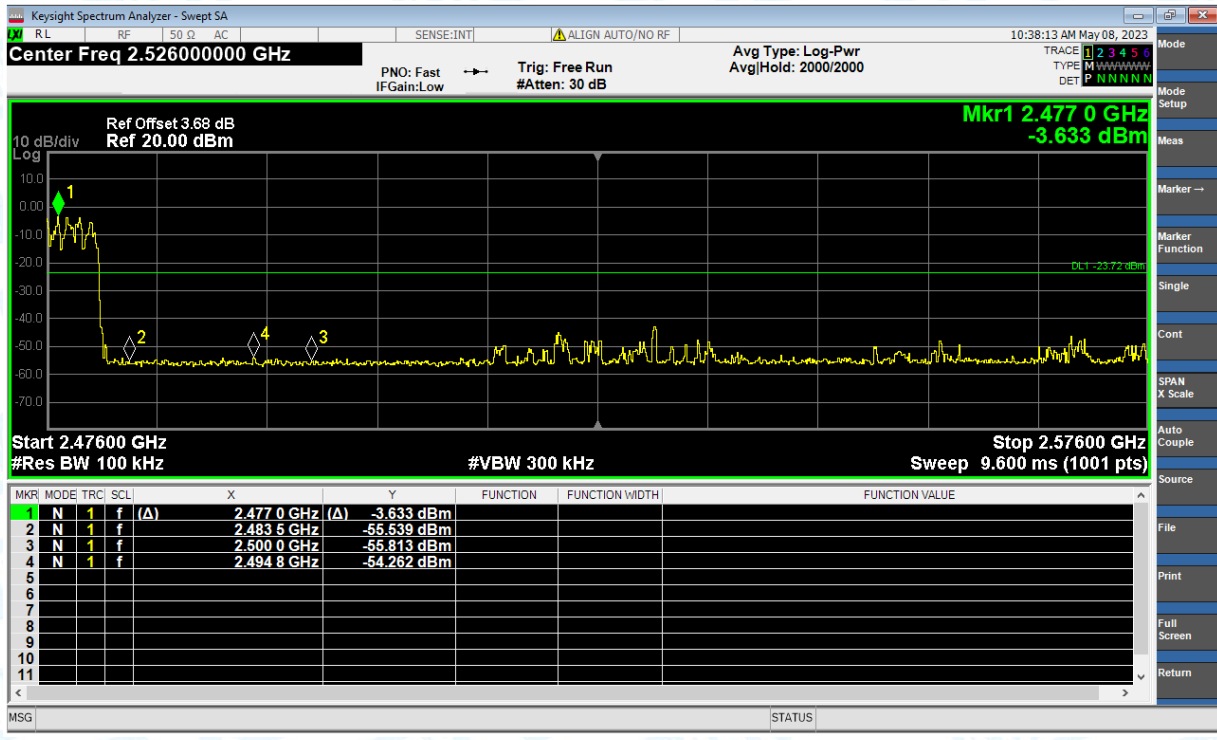 Keysight Spectrum Analyzer - Swept SA
LXI RL RF 50 Ω AC SENSE:INT ALIGN AUTO/NO RF 10:38:13 AM May 08, 2023
Center Freq 2.526000000 GHz
PNO: Fast
IFGain:Low
Trig: Free Run
#Atten: 30 dB
Avg Type: Log-Pwr
Avg|Hold: 2000/2000
TRACE 1 2 3 4 5 6
TYPE M WWWWW
DET P N N N N N
Mkr1 2.477 0 GHz
-3.633 dBm
Ref Offset 3.68 dB
10 dB/div Ref 20.00 dBm
Log
10.0
0.00
-10.0
-20.0
-30.0
-40.0
-50.0
-60.0
-70.0
1
2
4
3
DL1 -23.72 dBm
Start 2.47600 GHz Stop 2.57600 GHz
#Res BW 100 kHz #VBW 300 kHz Sweep 9.600 ms (1001 pts)
MKR MODE TRC SCL X Y FUNCTION FUNCTION WIDTH FUNCTION VALUE
1 N 1 f (Δ) 2.477 0 GHz (Δ) -3.633 dBm
2 N 1 f 2.483 5 GHz -55.539 dBm
3 N 1 f 2.500 0 GHz -55.813 dBm
4 N 1 f 2.494 8 GHz -54.262 dBm
5
6
7
8
9
10
11
MSG STATUS
Mode
Mode
Setup
Meas
Marker→
Marker
Function
Single
Cont
SPAN
X Scale
Auto
Couple
Source
File
Print
Full
Screen
Return